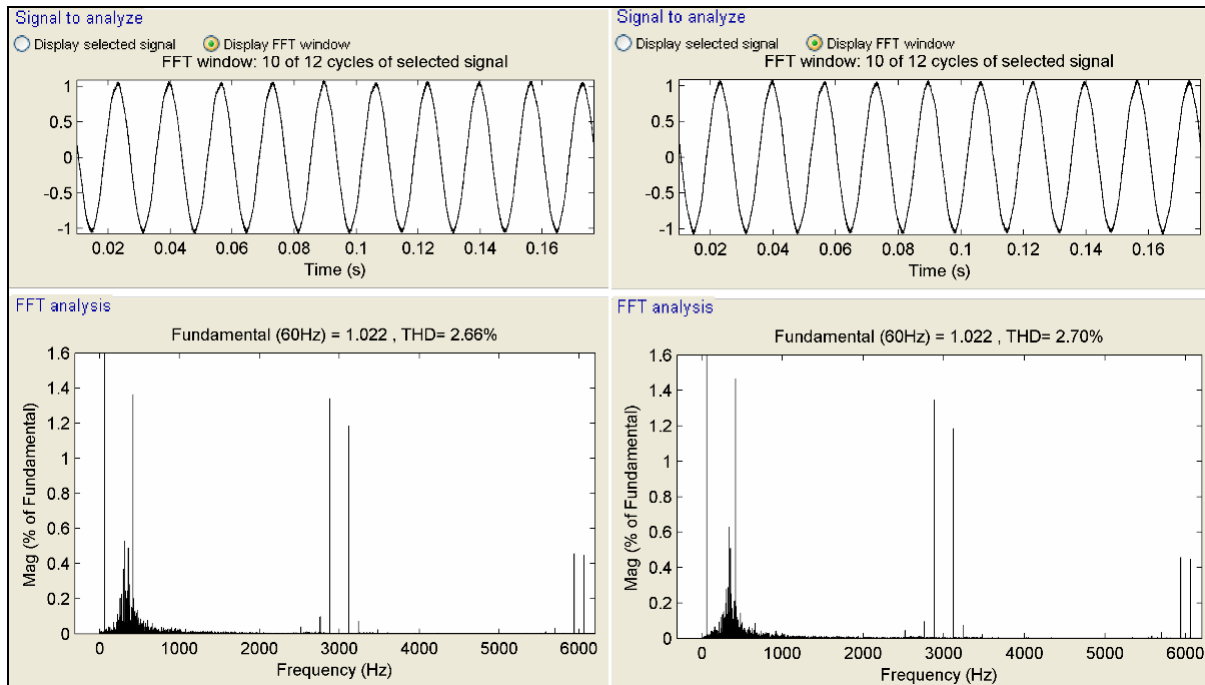 Signal to analyze
Display selected signal Display FFT window
FFT window: 10 of 12 cycles of selected signal
1
0.5
0
-0.5
-1
0.02 0.04 0.06 0.08 0.1 0.12 0.14 0.16
Time (s)
FFT analysis
Fundamental (60Hz) = 1.022 , THD= 2.66%
Mag (% of Fundamental)
1.6
1.4
1.2
1
0.8
0.6
0.4
0.2
0
0 1000 2000 3000 4000 5000 6000
Frequency (Hz)
Signal to analyze
Display selected signal Display FFT window
FFT window: 10 of 12 cycles of selected signal
1
0.5
0
-0.5
-1
0.02 0.04 0.06 0.08 0.1 0.12 0.14 0.16
Time (s)
FFT analysis
Fundamental (60Hz) = 1.022 , THD= 2.70%
Mag (% of Fundamental)
1.6
1.4
1.2
1
0.8
0.6
0.4
0.2
0
0 1000 2000 3000 4000 5000 6000
Frequency (Hz)